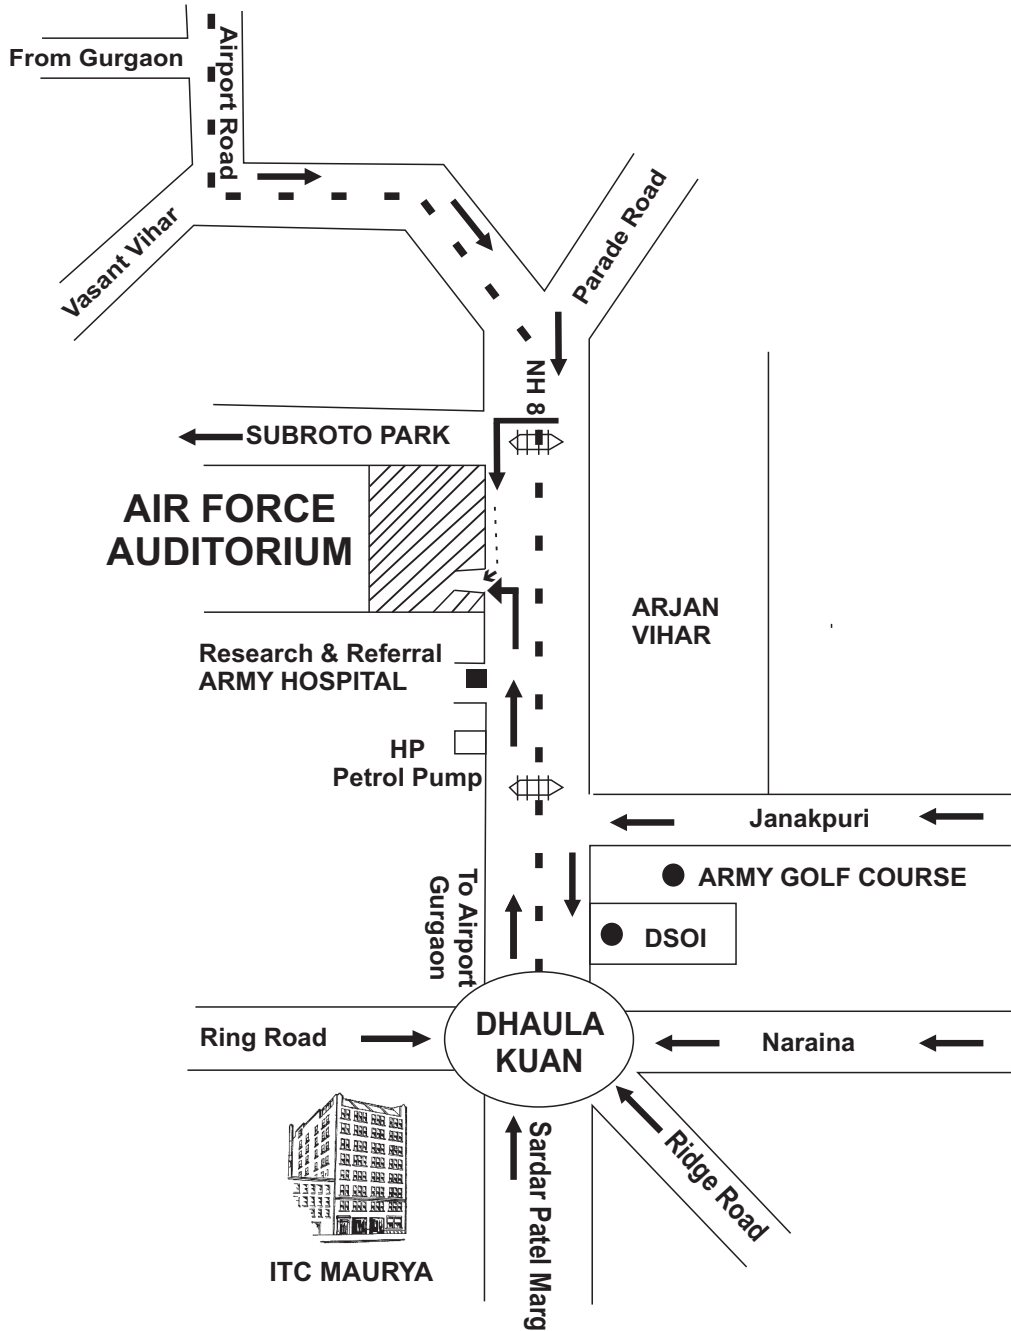 From Gurgaon
Airport Road
Vasant Vihar
Parade Road
NH 8
SUBROTO PARK
AIR FORCE
AUDITORIUM
ARJAN
VIHAR
Research & Referral
ARMY HOSPITAL
HP
Petrol Pump
Janakpuri
ARMY GOLF COURSE
To Airport
Gurgaon
DSOI
DHAULA
KUAN
Ring Road
Naraina
Ridge Road
Sardar Patel Marg
ITC MAURYA